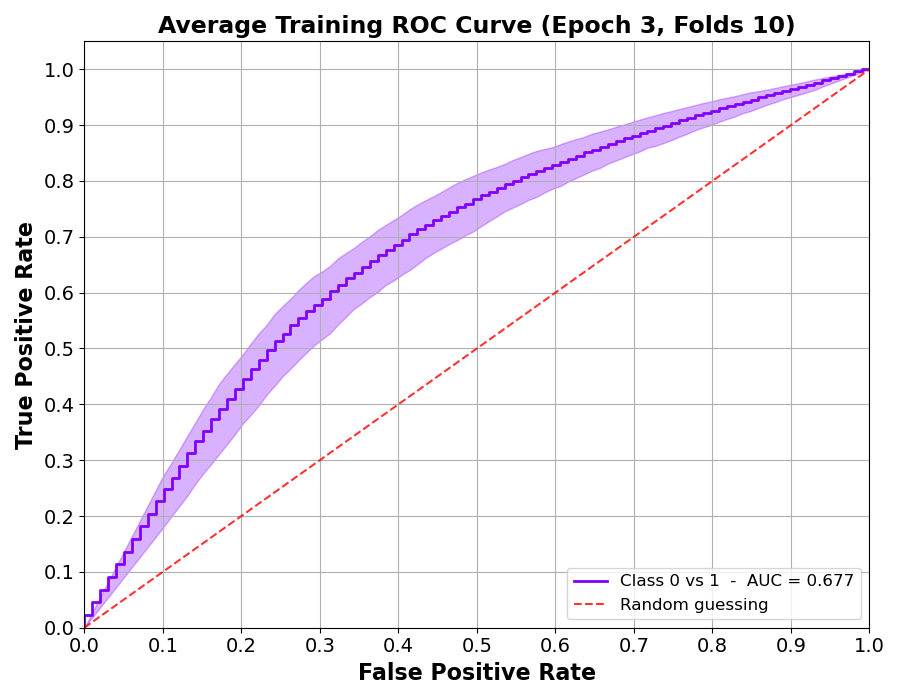 Average Training ROC Curve (Epoch 3, Folds 10)
True Positive Rate
1.0
0.9
0.8
0.7
0.6
0.5
0.4
0.3
0.2
0.1
0.0
Class 0 vs 1 - AUC = 0.677
Random guessing
0.0 0.1 0.2 0.3 0.4 0.5 0.6 0.7 0.8 0.9 1.0
False Positive Rate